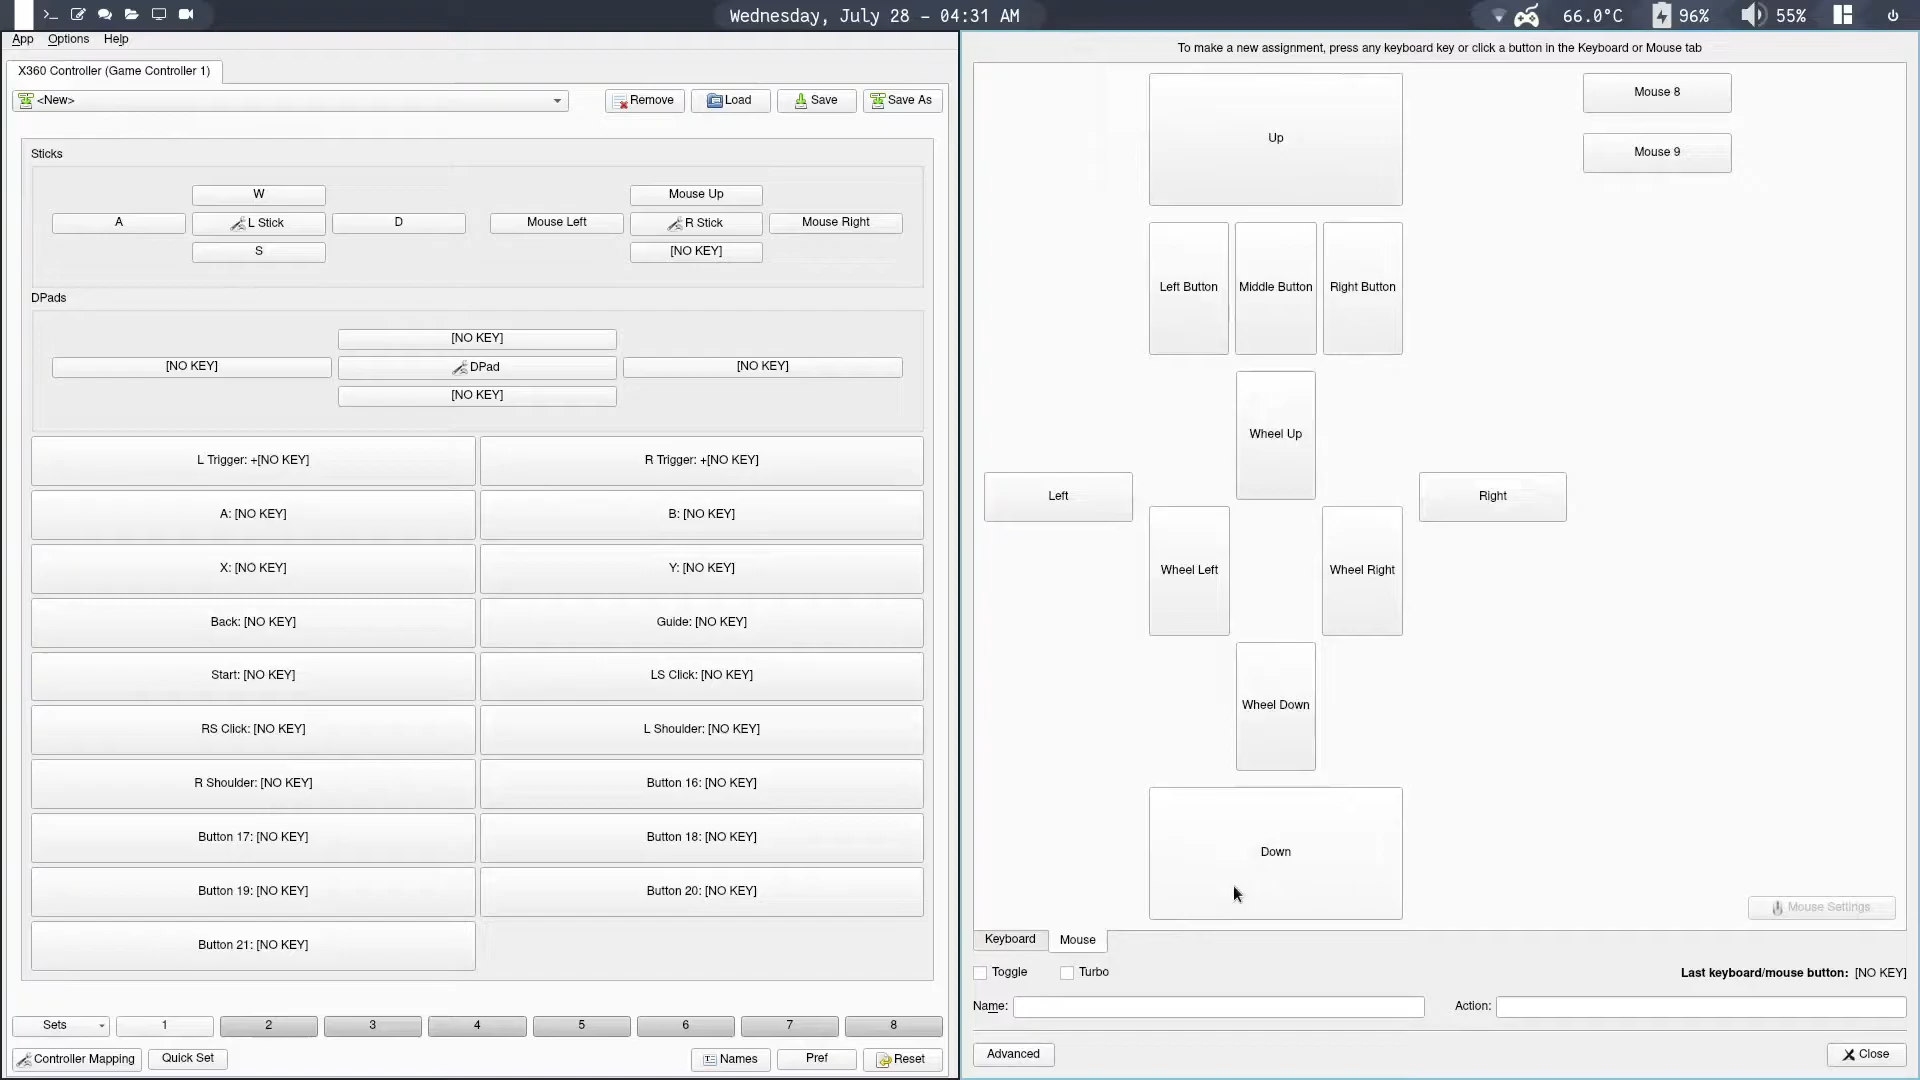 Wednesday, July 28 – 04:31 AM
66.0°C
96%
55%
App Options Help
X360 Controller (Game Controller 1)
<New>
Remove
Load
Save
Save As
Sticks
W
A
L Stick
D
S
Mouse Up
Mouse Left
R Stick
Mouse Right
[NO KEY]
DPads
[NO KEY]
[NO KEY]
DPad
[NO KEY]
[NO KEY]
L Trigger: +[NO KEY]
R Trigger: +[NO KEY]
A: [NO KEY]
B: [NO KEY]
X: [NO KEY]
Y: [NO KEY]
Back: [NO KEY]
Guide: [NO KEY]
Start: [NO KEY]
LS Click: [NO KEY]
RS Click: [NO KEY]
L Shoulder: [NO KEY]
R Shoulder: [NO KEY]
Button 16: [NO KEY]
Button 17: [NO KEY]
Button 18: [NO KEY]
Button 19: [NO KEY]
Button 20: [NO KEY]
Button 21: [NO KEY]
Sets
1
2
3
4
5
6
7
8
Controller Mapping
Quick Set
Names
Pref
Reset
To make a new assignment, press any keyboard key or click a button in the Keyboard or Mouse tab
Up
Mouse 8
Mouse 9
Left Button
Middle Button
Right Button
Wheel Up
Left
Right
Wheel Left
Wheel Right
Wheel Down
Down
Mouse Settings
Keyboard
Mouse
Toggle
Turbo
Last keyboard/mouse button: [NO KEY]
Name:
Action:
Advanced
Close